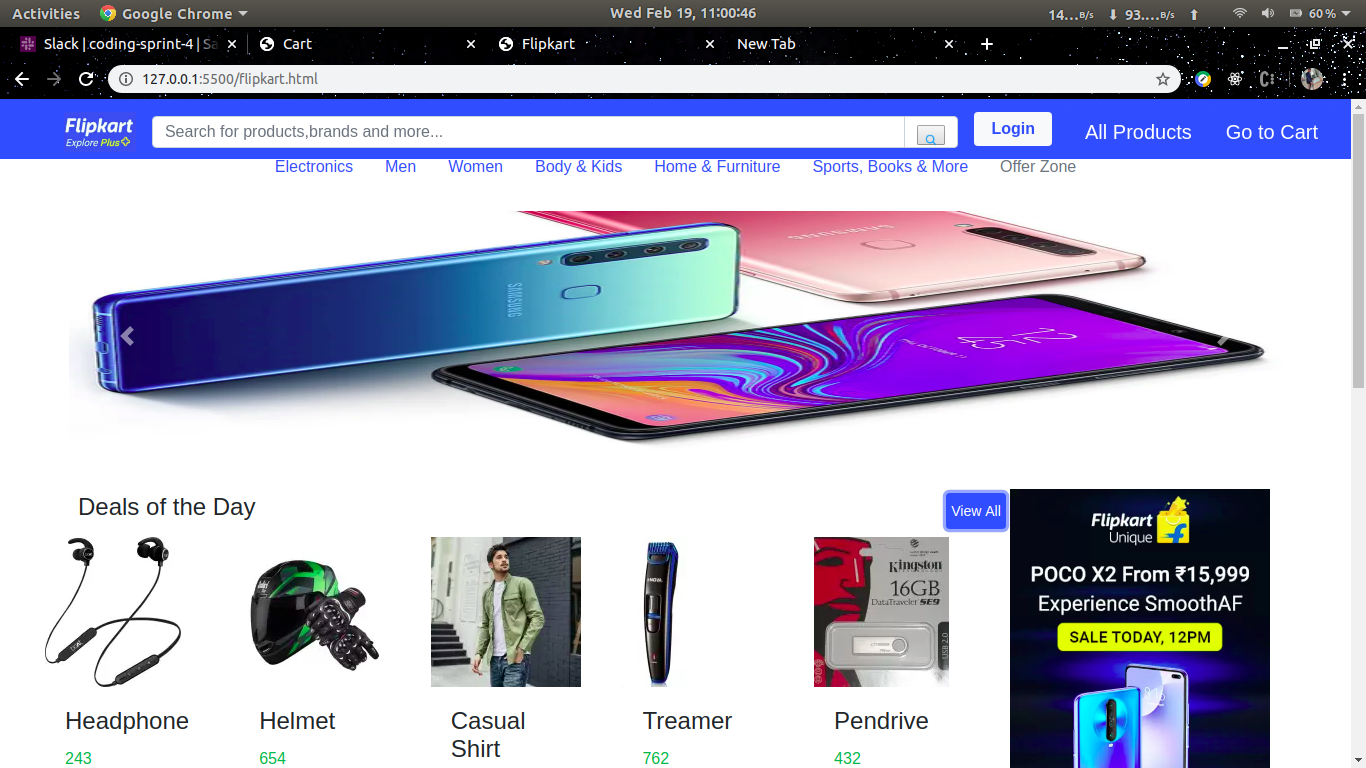 Activities Google Chrome Wed Feb 19, 11:00:46 14...B/s 93....B/s 60 %
Slack | coding-sprint-4 | Sa Cart Flipkart New Tab
127.0.0.1:5500/flipkart.html
Flipkart
Explore Plus
Search for products,brands and more...
Login
All Products
Go to Cart
Electronics Men Women Body & Kids Home & Furniture Sports, Books & More Offer Zone
SAMSUNG
SAMSUNG
Deals of the Day
View All
Flipkart
Unique
POCO X2 From ₹15,999
Experience SmoothAF
SALE TODAY, 12PM
Kingston
16GB
DataTraveler SE9
USB 2.0
Headphone Helmet Casual Shirt Treamer Pendrive
243 654 762 432